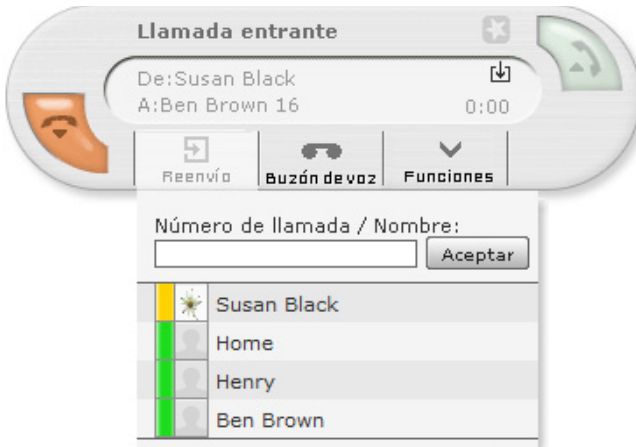 Llamada entrante
De:Susan Black
A:Ben Brown 16 0:00
Reenvío Buzón de voz Funciones
Número de llamada / Nombre:
Aceptar
Susan Black
Home
Henry
Ben Brown